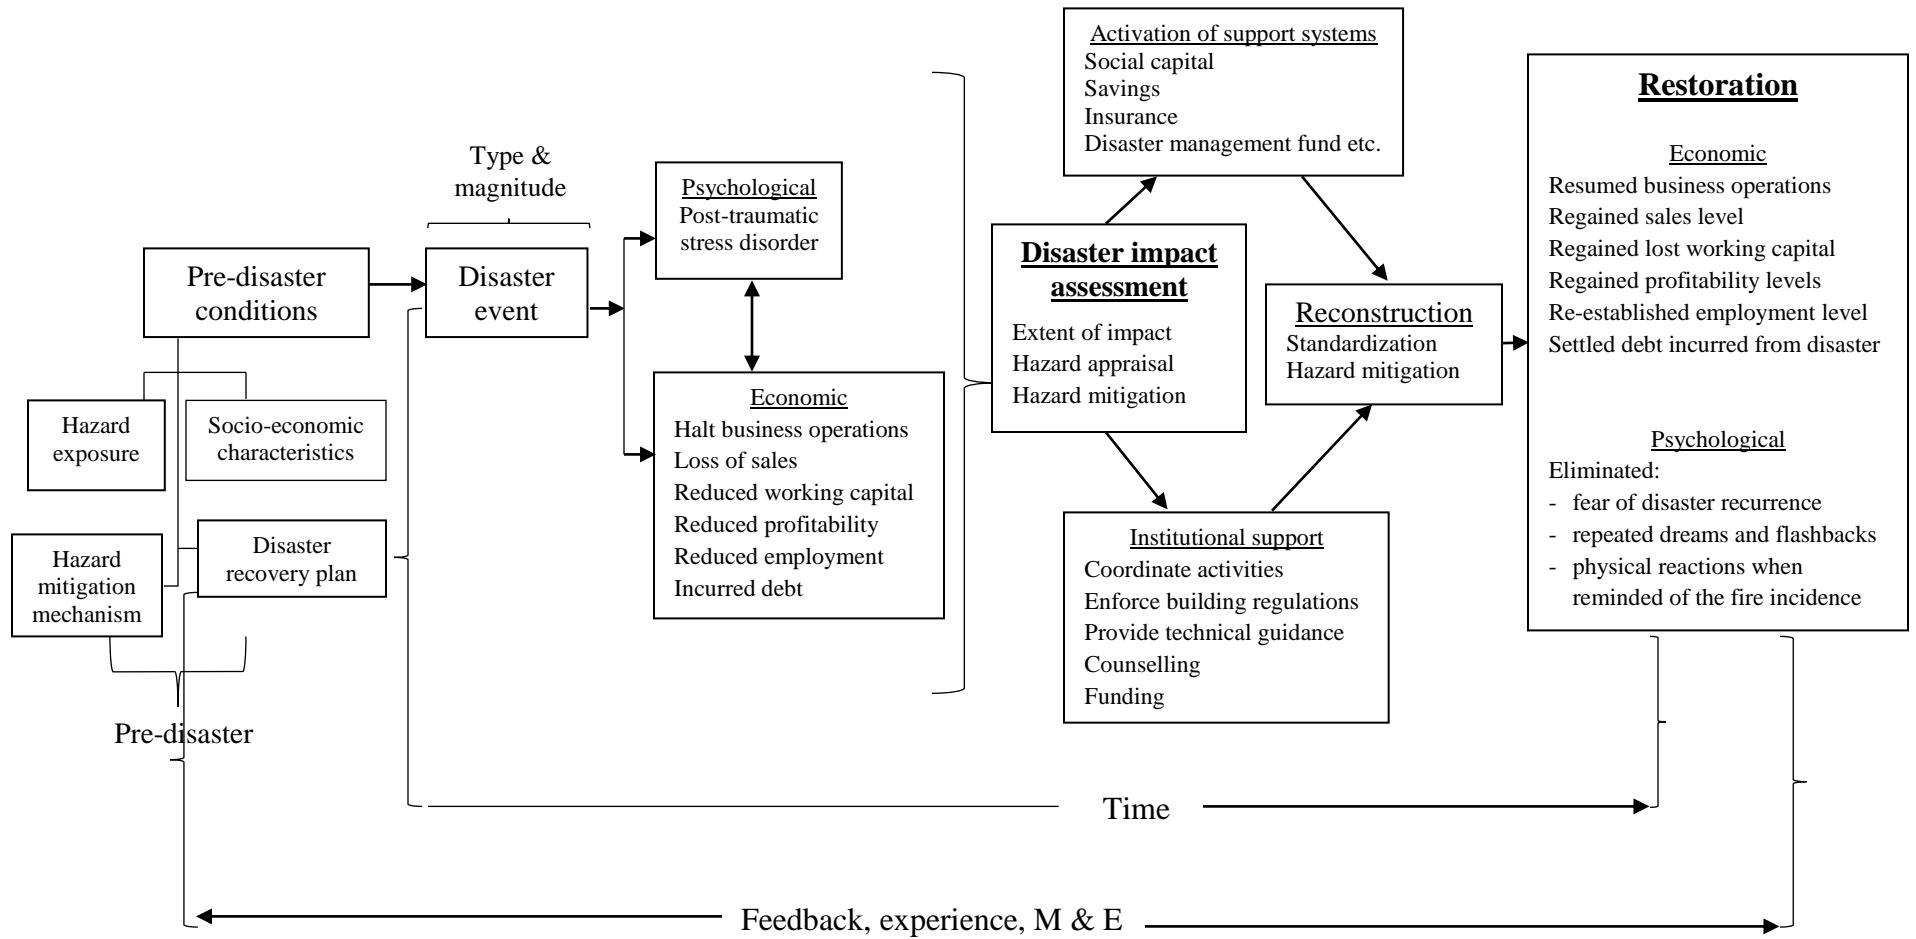 Type &
magnitude
Pre-disaster
conditions
Disaster
event
Hazard
exposure
Socio-economic
characteristics
Hazard
mitigation
mechanism
Disaster
recovery plan
Pre-disaster
Psychological
Post-traumatic
stress disorder
Economic
Halt business operations
Loss of sales
Reduced working capital
Reduced profitability
Reduced employment
Incurred debt
Disaster impact
assessment
Extent of impact
Hazard appraisal
Hazard mitigation
Activation of support systems
Social capital
Savings
Insurance
Disaster management fund etc.
Institutional support
Coordinate activities
Enforce building regulations
Provide technical guidance
Counselling
Funding
Reconstruction
Standardization
Hazard mitigation
Restoration
Economic
Resumed business operations
Regained sales level
Regained lost working capital
Regained profitability levels
Re-established employment level
Settled debt incurred from disaster
Psychological
Eliminated:
- fear of disaster recurrence
- repeated dreams and flashbacks
- physical reactions when
reminded of the fire incidence
Time
Feedback, experience, M & E